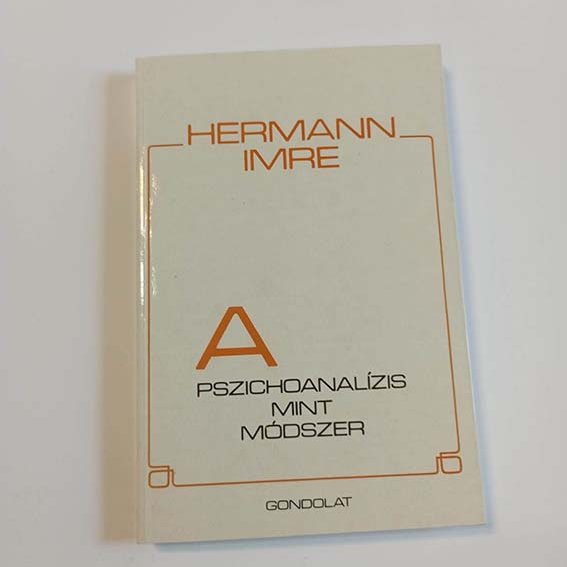 HERMANN
IMRE
A
PSZICHOANALÍZIS
MINT
MÓDSZER
GONDOLAT